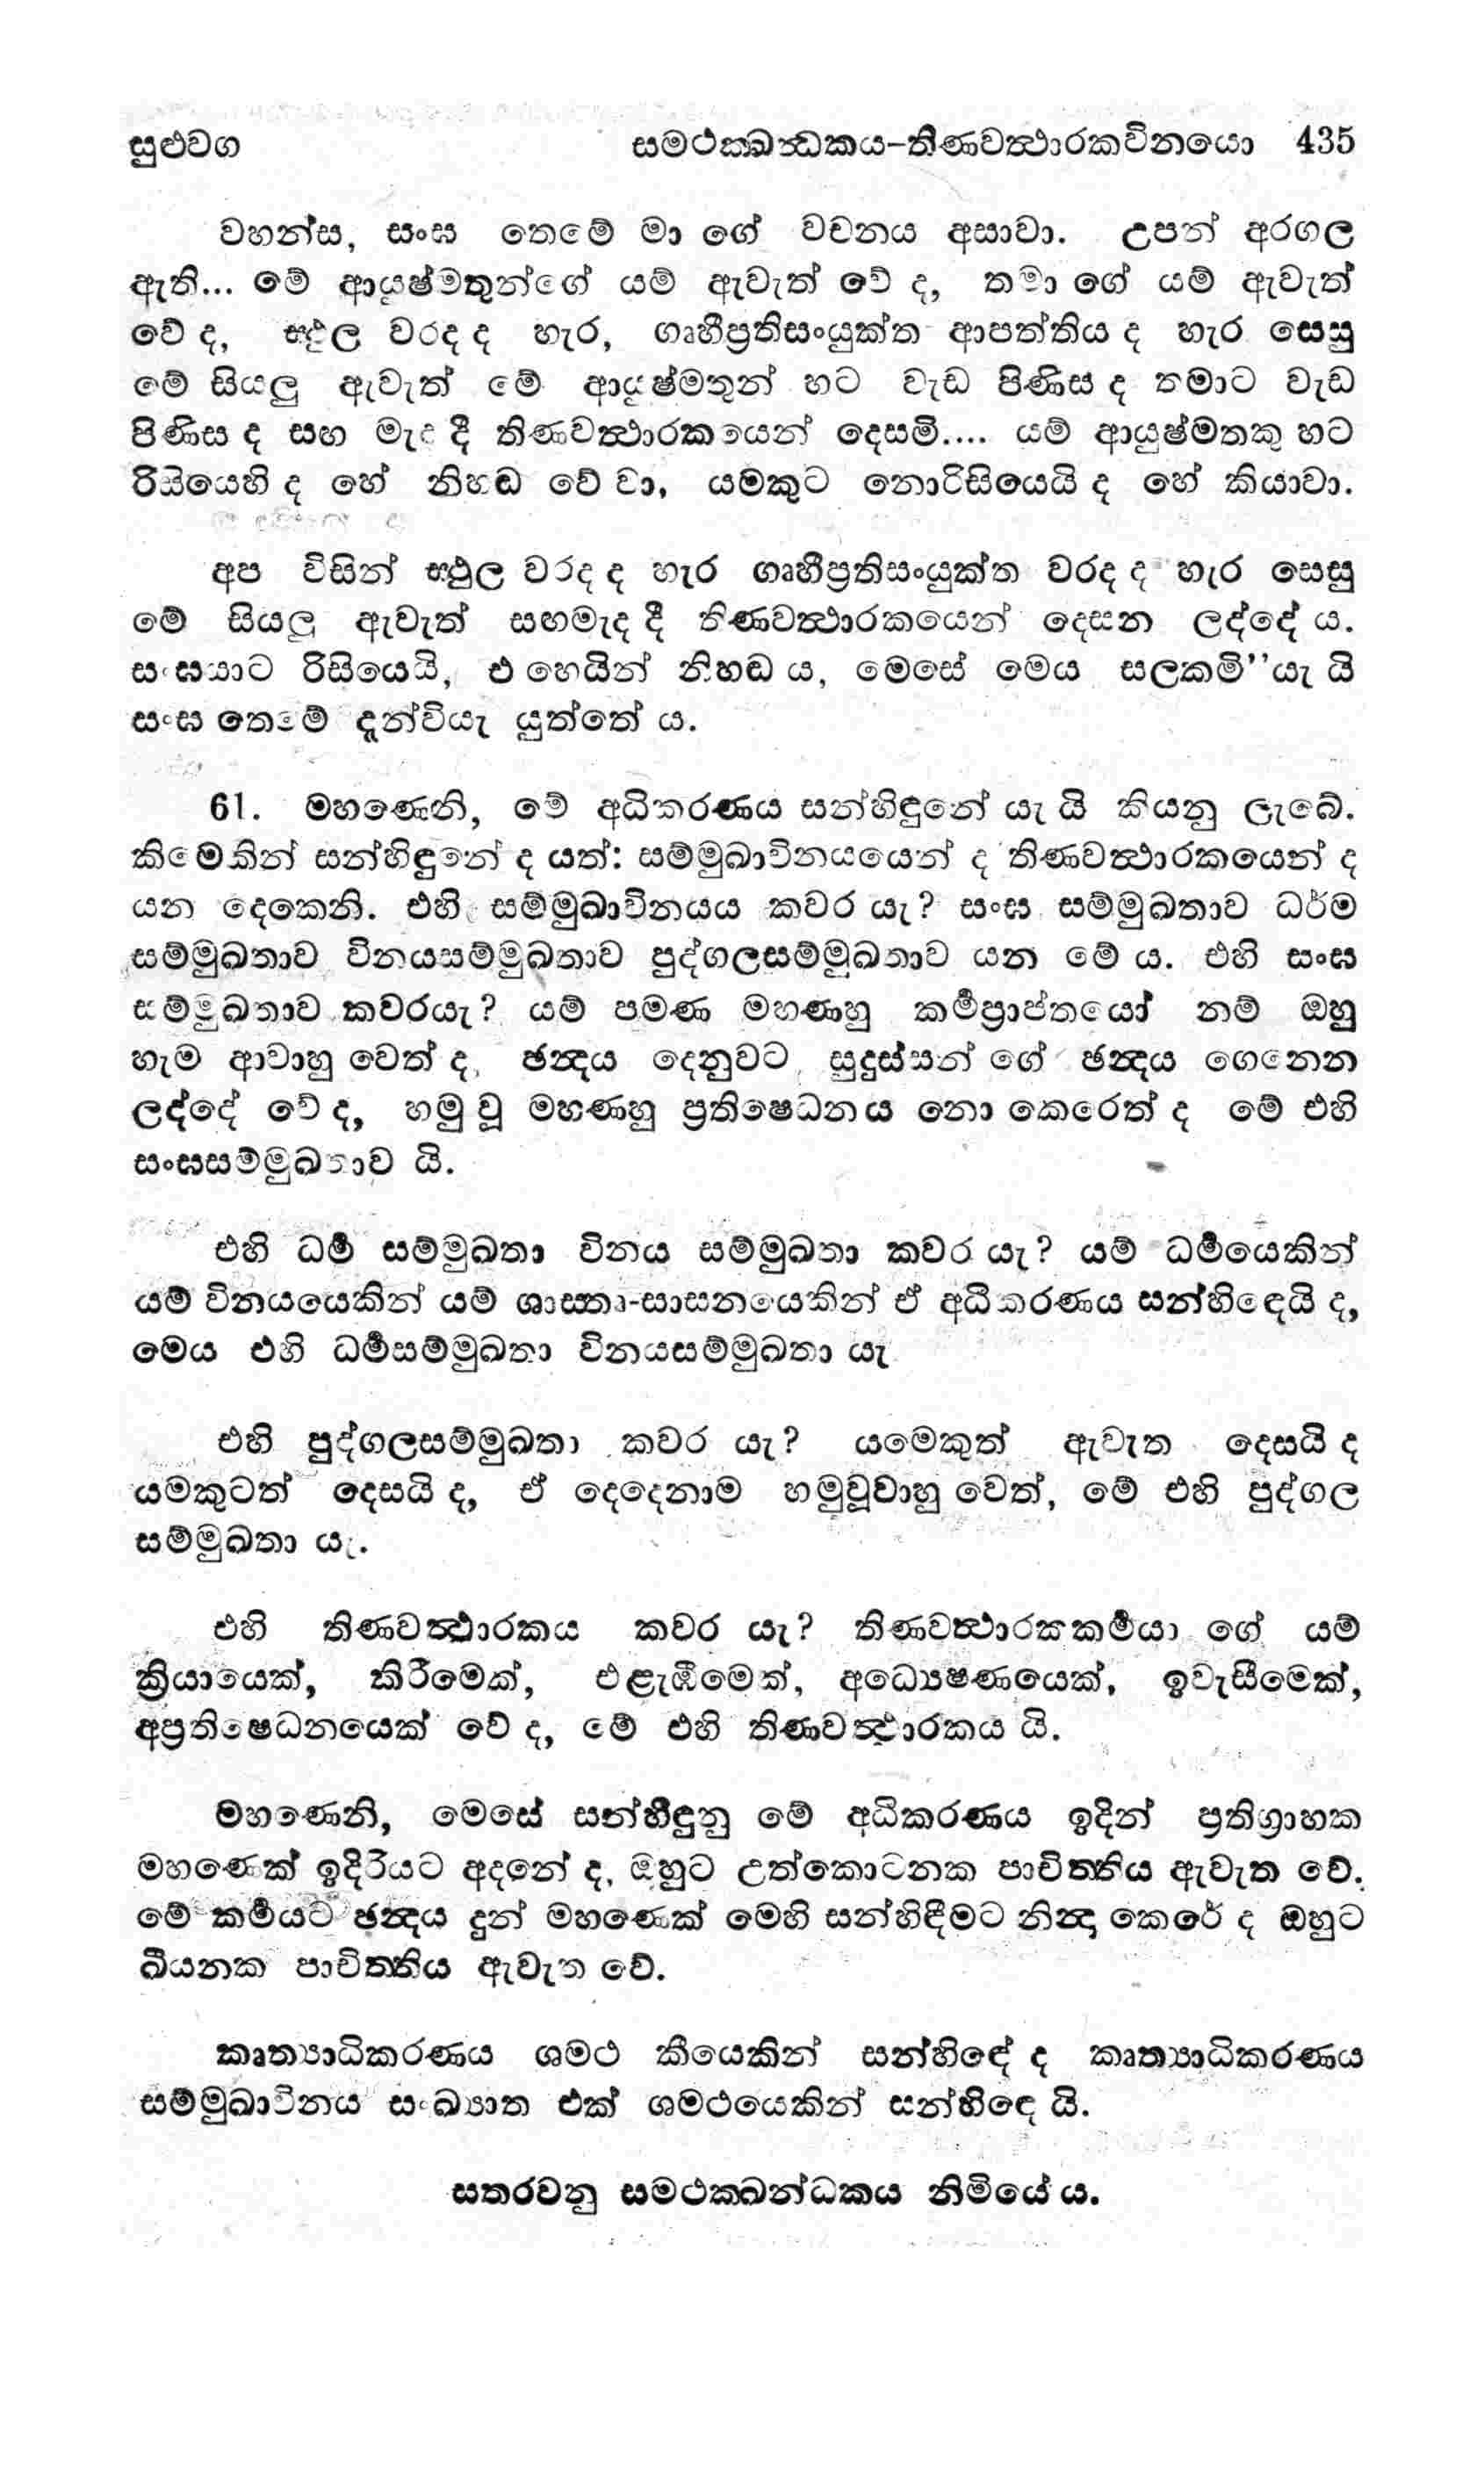 සුළුවග සමථක්ඛන්ධකය-තිණවත්ථාරකවිනයො 435
වහන්ස, සංඝ තෙමේ මා ගේ වචනය අසාවා. උපන් අරගල
ඇති... මේ ආයුෂ්මතුන්ගේ යම් ඇවැත් වේ ද, තමා ගේ යම් ඇවැත්
වේ ද, ස්ථූල වරද ද හැර, ගෘහීප්‍රතිසංයුක්ත ආපත්තිය ද හැර සෙසු
මේ සියලු ඇවැත් මේ ආයුෂ්මතුන් හට වැඩ පිණිස ද තමාට වැඩ
පිණිස ද සඟ මැද දී තිණවත්ථාරකයෙන් දෙසමි.... යම් ආයුෂ්මතකු හට
රිසියෙහි ද හේ නිහඬ වේ වා, යමකුට නොරිසියෙයි ද හේ කියාවා.
අප විසින් ස්ථූල වරද ද හැර ගෘහීප්‍රතිසංයුක්ත වරද ද හැර සෙසු
මේ සියලු ඇවැත් සඟමැද දී තිණවත්ථාරකයෙන් දෙසන ලද්දේ ය.
සංඝයාට රිසියෙයි, එ හෙයින් නිහඬ ය, මෙසේ මෙය සලකමි”යැ යි
සංඝ තෙමේ දැන්වියැ යුත්තේ ය.
61. මහණෙනි, මේ අධිකරණය සන්හිඳුනේ යැ යි කියනු ලැබේ.
කිමෙකින් සන්හිඳුනේ ද යත්: සම්මුඛාවිනයයෙන් ද තිණවත්ථාරකයෙන් ද
යන දෙකෙනි. එහි සම්මුඛාවිනයය කවර යැ? සංඝ සම්මුඛතාව ධර්ම
සම්මුඛතාව විනයසම්මුඛතාව පුද්ගලසම්මුඛතාව යන මේ ය. එහි සංඝ
සම්මුඛතාව කවරයැ? යම් පමණ මහණහු කර්‍මප්‍රාප්තයෝ නම් ඔහු
හැම ආවාහු වෙත් ද, ඡන්‍දය දෙනුවට සුදුස්සන් ගේ ඡන්‍දය ගෙනෙන
ලද්දේ වේ ද, හමු වූ මහණහු ප්‍රතිෂෙධනය නො කෙරෙත් ද මේ එහි
සංඝසම්මුඛතාව යි.
එහි ධර්‍ම සම්මුඛතා විනය සම්මුඛතා කවර යැ? යම් ධර්‍මයෙකින්
යම් විනයයෙකින් යම් ශාස්තෘ-සාසනයෙකින් ඒ අධිකරණය සන්හිඳෙයි ද,
මෙය එහි ධර්‍මසම්මුඛතා විනයසම්මුඛතා යැ
එහි පුද්ගලසම්මුඛතා කවර යැ? යමෙකුත් ඇවැත දෙසයි ද
යමකුටත් දෙසයි ද, ඒ දෙදෙනාම හමුවූවාහු වෙත්, මේ එහි පුද්ගල
සම්මුඛතා යැ.
එහි තිණවත්ථාරකය කවර යැ? තිණවත්ථාරකකර්‍මයා ගේ යම්
ක්‍රියායෙක්, කිරීමෙක්, එළැඹීමෙක්, අධ්‍යෙෂණයෙක්, ඉවැසීමෙක්,
අප්‍රතිෂෙධනයෙක් වේ ද, මේ එහි තිණවත්ථාරකය යි.
මහණෙනි, මෙසේ සන්හිඳුනු මේ අධිකරණය ඉදින් ප්‍රතිග්‍රාහක
මහණෙක් ඉදිරියට අදනේ ද, ඔහුට උත්කොටනක පාචිත්තිය ඇවැත වේ.
මේ කර්‍මයට ඡන්‍දය දුන් මහණෙක් මෙහි සන්හිඳීමට නින්‍දා කෙරේ ද ඔහුට
ඛීයනක පාචිත්තිය ඇවැත වේ.
කෘත්‍යාධිකරණය ශමථ කීයෙකින් සන්හිඳේ ද කෘත්‍යාධිකරණය
සම්මුඛාවිනය සංඛ්‍යාත එක් ශමථයෙකින් සන්හිඳෙ යි.
සතරවනු සමථක්ඛන්ධකය නිමියේ ය.